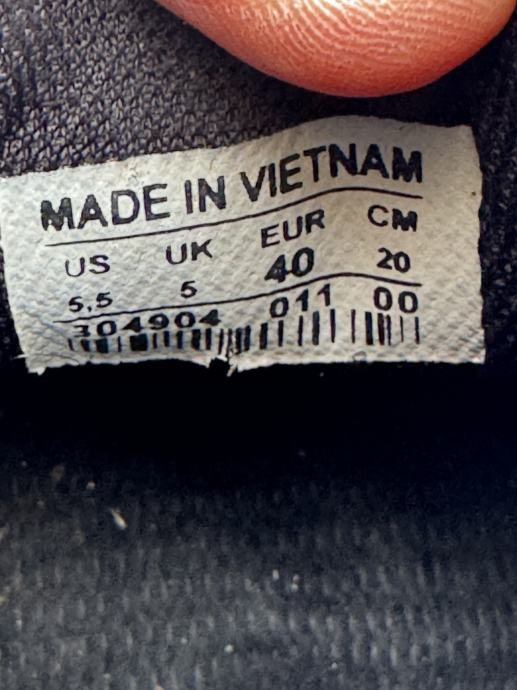 MADE IN VIETNAM
US UK EUR CM
5,5 5 40 20
304904 011 00